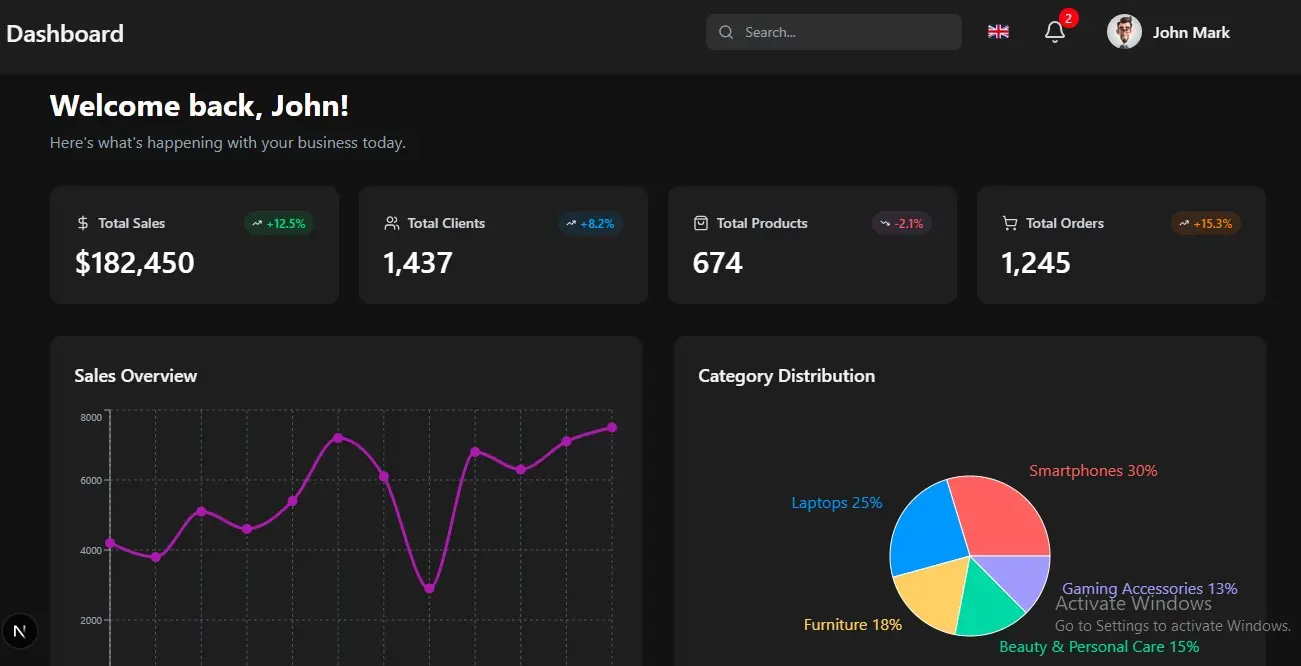 Dashboard
Search...
2
John Mark
Welcome back, John!
Here's what's happening with your business today.
Total Sales
+12.5%
$182,450
Total Clients
+8.2%
1,437
Total Products
-2.1%
674
Total Orders
+15.3%
1,245
Sales Overview
8000
6000
4000
2000
Category Distribution
Smartphones 30%
Laptops 25%
Gaming Accessories 13%
Furniture 18%
Beauty & Personal Care 15%
Activate Windows
Go to Settings to activate Windows.
N